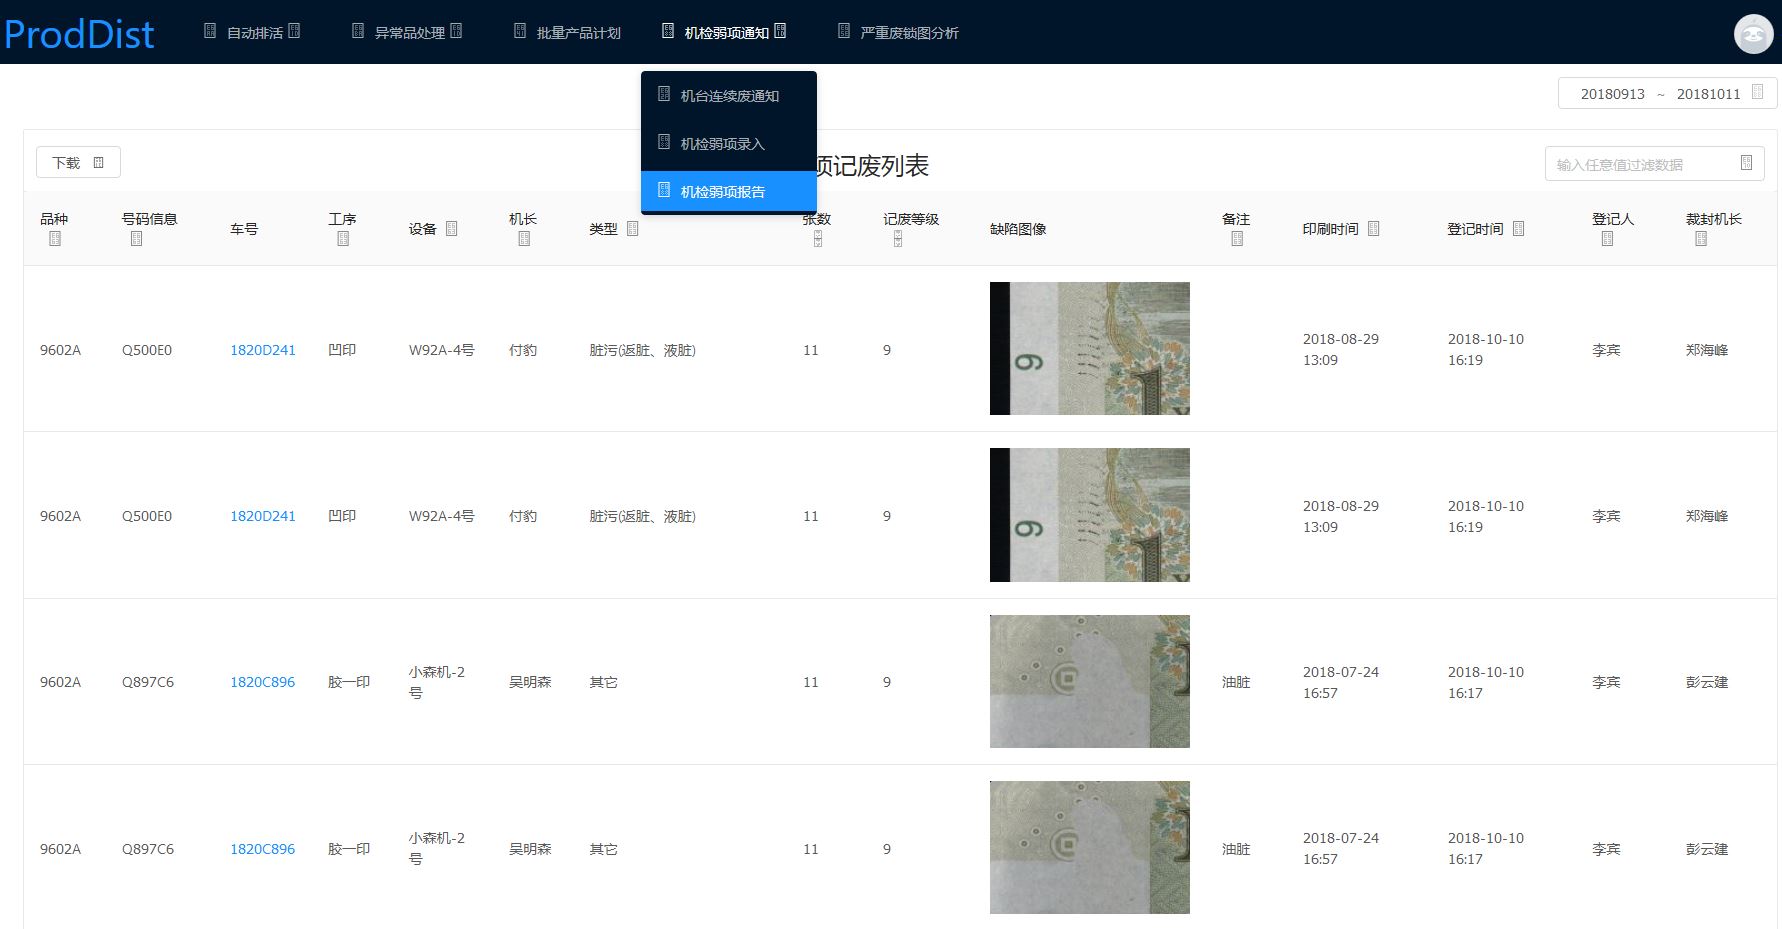 ProdDist
自动排活
异常品处理
批量产品计划
机检弱项通知
严重废锁图分析
机台连续废通知
机检弱项录入
机检弱项报告
20180913 ~ 20181011
下载
项记废列表
输入任意值过滤数据
品种 号码信息 车号 工序 设备 机长 类型 张数 记废等级 缺陷图像 备注 印刷时间 登记时间 登记人 裁封机长
9602A Q500E0 1820D241 凹印 W92A-4号 付豹 脏污(返脏、液脏) 11 9 2018-08-29 2018-10-10 李宾 郑海峰
13:09 16:19
9602A Q500E0 1820D241 凹印 W92A-4号 付豹 脏污(返脏、液脏) 11 9 2018-08-29 2018-10-10 李宾 郑海峰
13:09 16:19
9602A Q897C6 1820C896 胶一印 小森机-2 吴明森 其它 11 9 油脏 2018-07-24 2018-10-10 李宾 彭云建
号 16:57 16:17
9602A Q897C6 1820C896 胶一印 小森机-2 吴明森 其它 11 9 油脏 2018-07-24 2018-10-10 李宾 彭云建
号 16:57 16:17